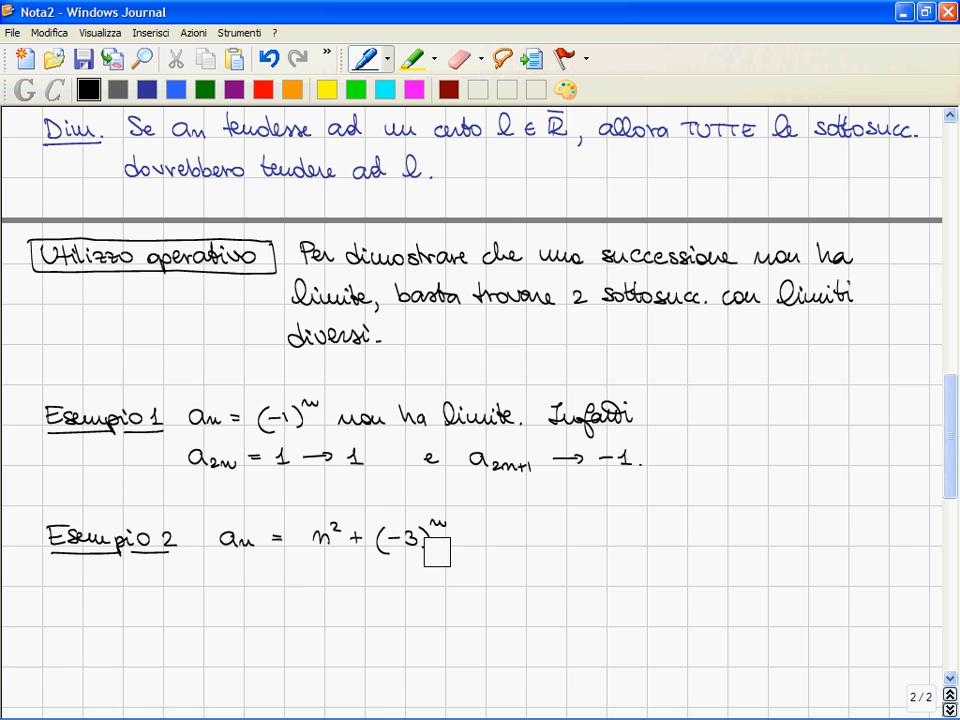 Nota2 - Windows Journal
File Modifica Visualizza Inserisci Azioni Strumenti ?
»
G C
Dim. Se an tendesse ad un certo l ∈ R̅, allora TUTTE le sottosucc.
dovrebbero tendere ad l.
Utilizzo operativo Per dimostrare che una successione non ha
limite, basta trovare 2 sottosucc. con limiti
diversi.
Esempio 1 aₙ = (-1)ⁿ non ha limite. Infatti
a₂ₙ = 1 → 1 e a₂ₙ₊₁ → -1.
Esempio 2 aₙ = n² + (-3)ⁿ
2 / 2